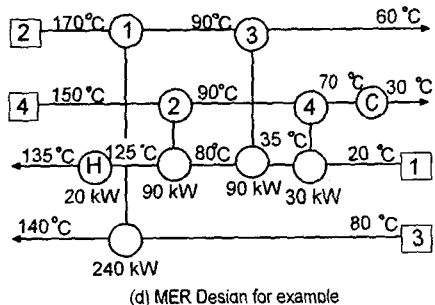 2 170°C 1 90°C 3 60°C
4 150°C 2 90°C 4 70 °C C 30 °C
135°C H 125°C 80°C 35 °C 20 °C 1
20 kW 90 kW 90 kW 30 kW
140°C 80 °C 3
240 kW
(d) MER Design for example